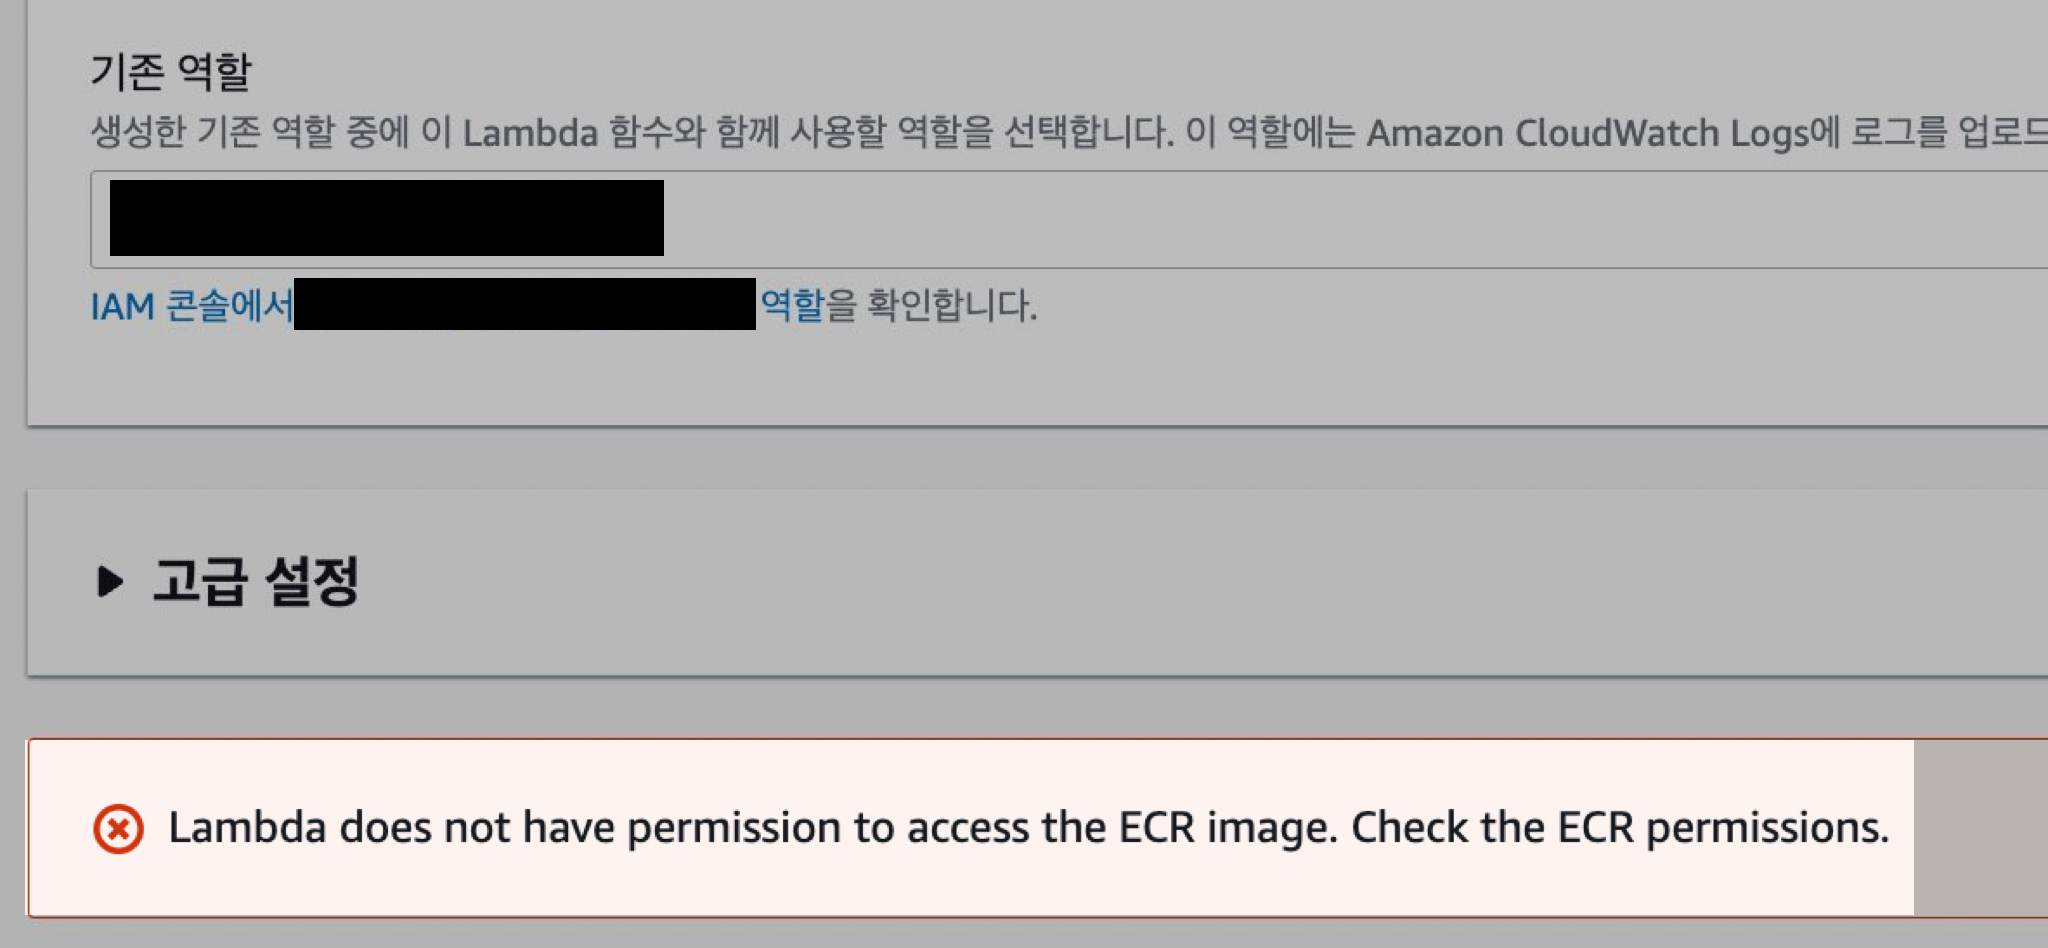 기존 역할
생성한 기존 역할 중에 이 Lambda 함수와 함께 사용할 역할을 선택합니다. 이 역할에는 Amazon CloudWatch Logs에 로그를 업로드
IAM 콘솔에서 역할을 확인합니다.
고급 설정
Lambda does not have permission to access the ECR image. Check the ECR permissions.